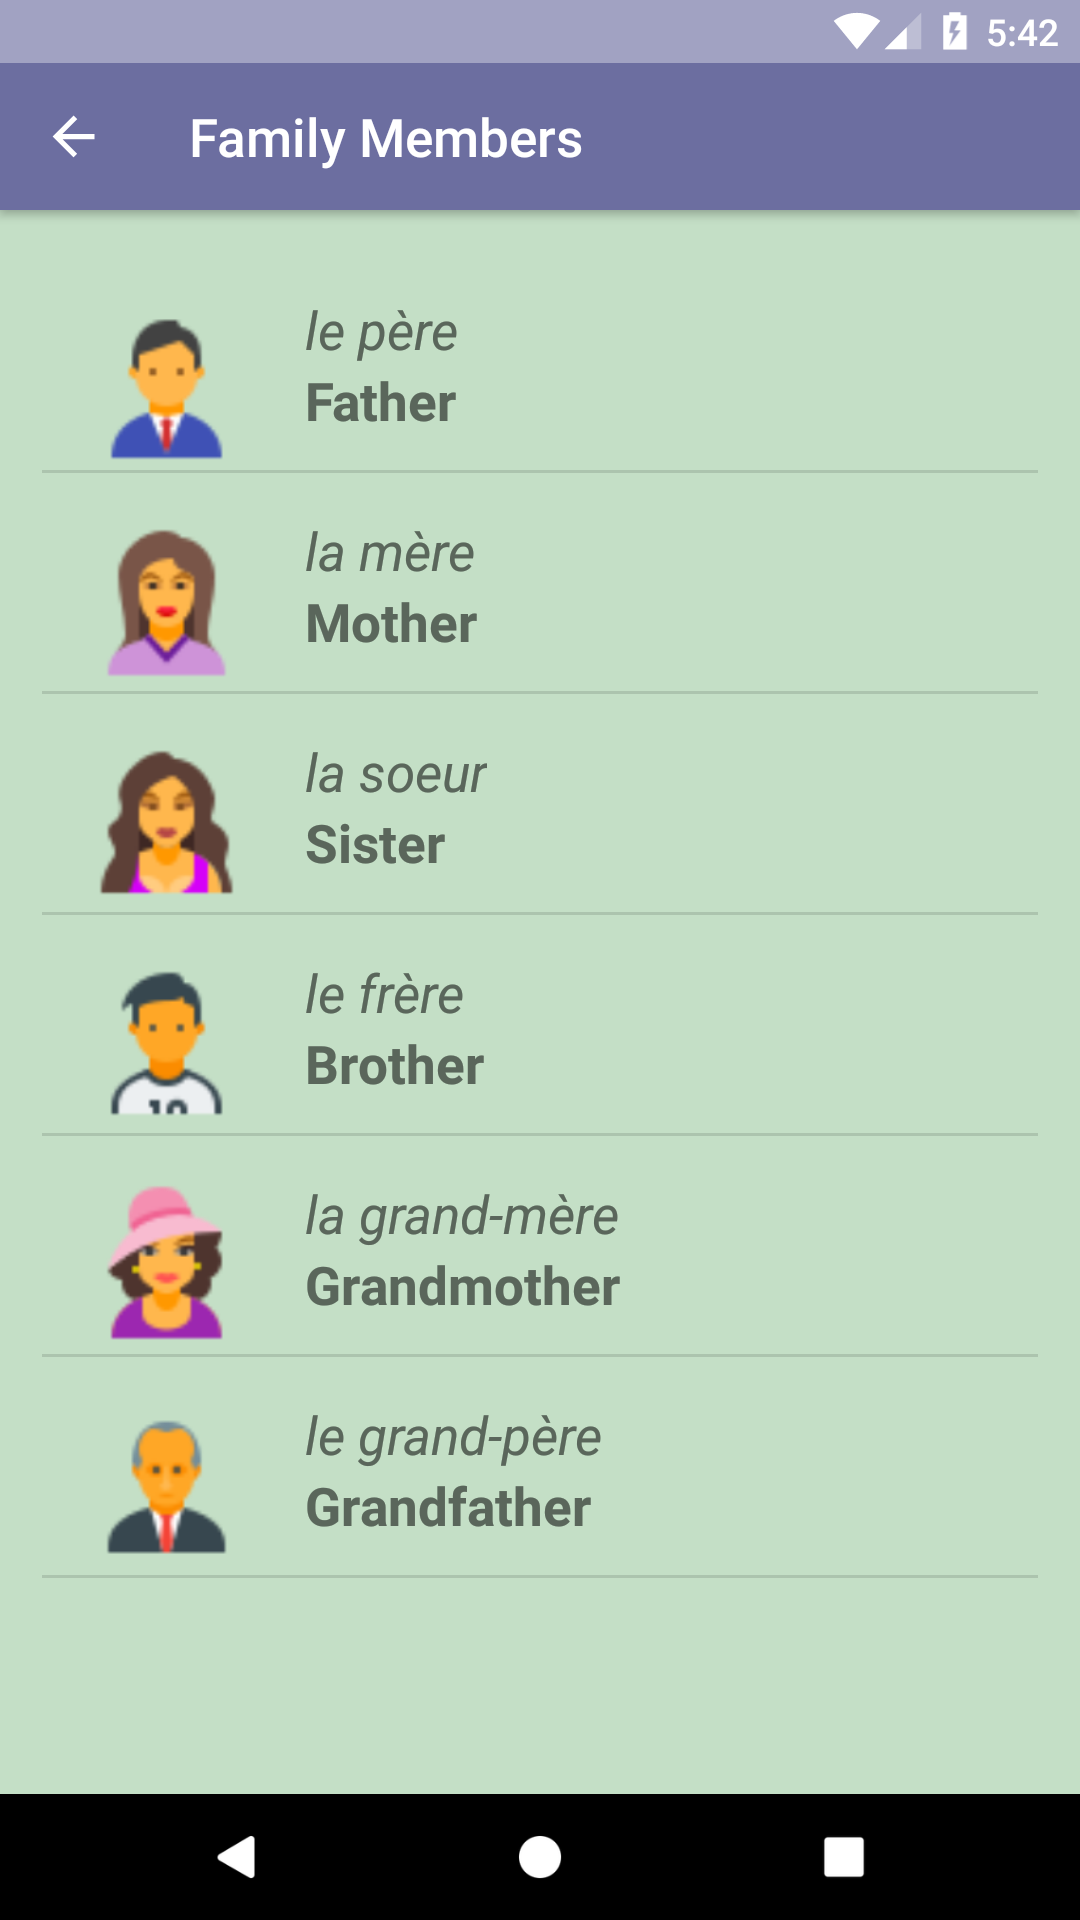 5:42
Family Members
le père
Father
la mère
Mother
la soeur
Sister
le frère
Brother
la grand-mère
Grandmother
le grand-père
Grandfather